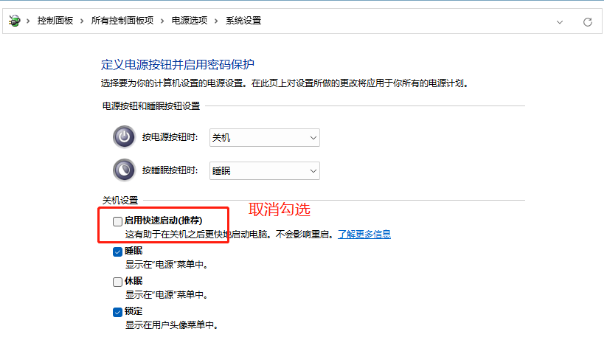 控制面板 > 所有控制面板项 > 电源选项 > 系统设置
定义电源按钮并启用密码保护
选择要为你的计算机设置的电源设置。在此页上对设置所做的更改将应用于你所有的电源计划。
电源按钮和睡眠按钮设置
按电源按钮时: 关机
按睡眠按钮时: 睡眠
关机设置
取消勾选
启用快速启动(推荐)
这有助于在关机之后更快地启动电脑。不会影响重启。了解更多信息
睡眠
显示在"电源"菜单中。
休眠
显示在"电源"菜单中。
锁定
显示在用户头像菜单中。